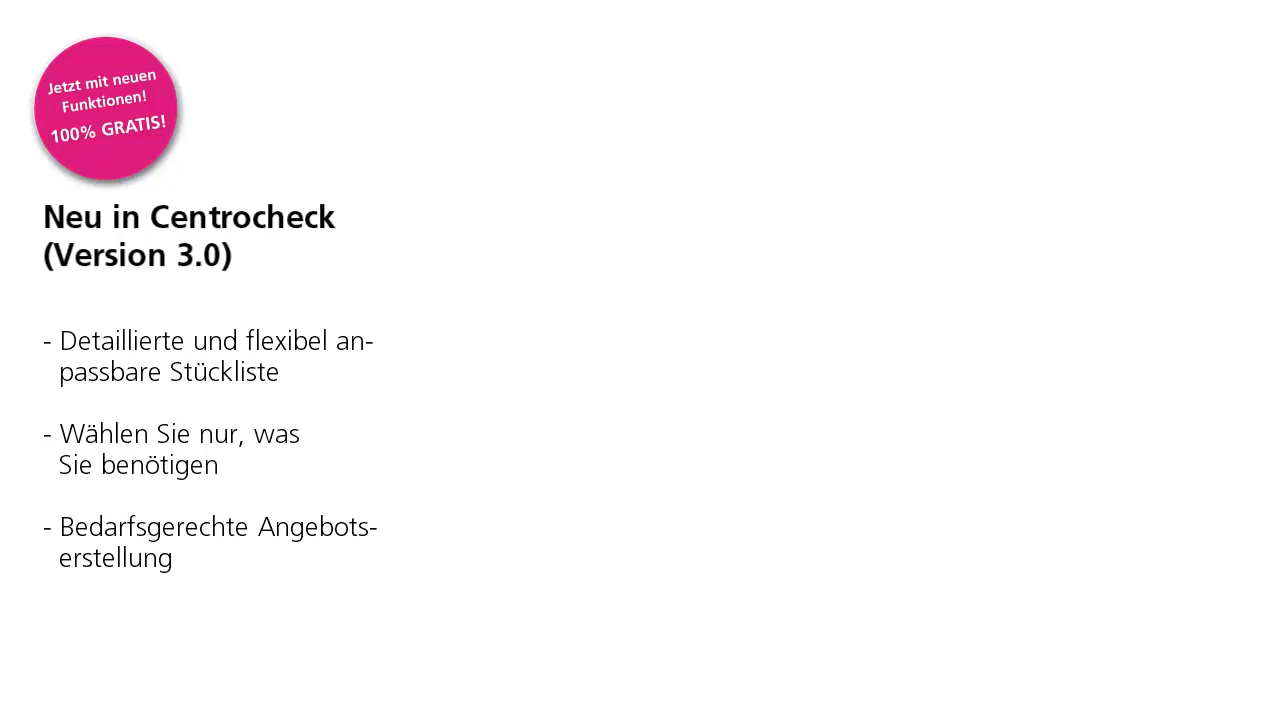 Jetzt mit neuen
Funktionen!
100% GRATIS!
Neu in Centrocheck
(Version 3.0)
- Detaillierte und flexibel an-
passbare Stückliste
- Wählen Sie nur, was
Sie benötigen
- Bedarfsgerechte Angebots-
erstellung